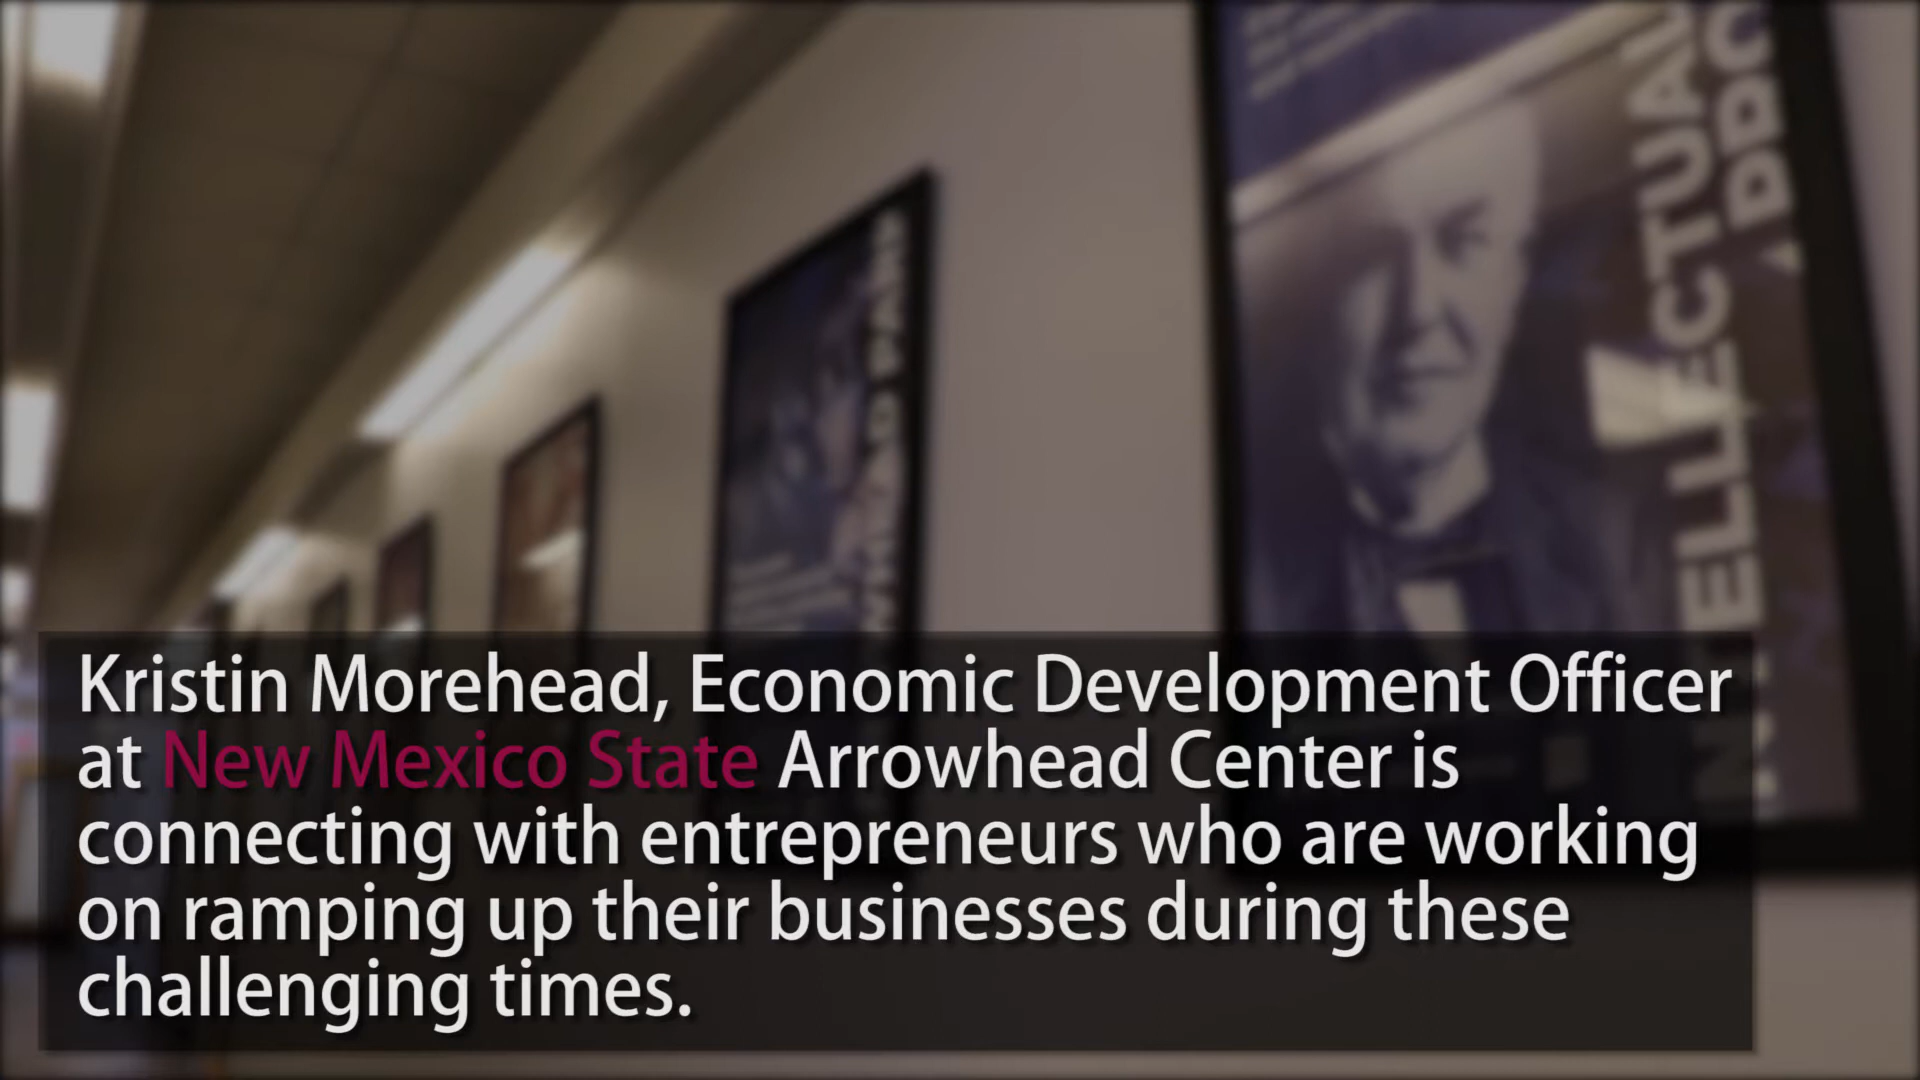 INTELLECTUAL
Kristin Morehead, Economic Development Officer
at New Mexico State Arrowhead Center is
connecting with entrepreneurs who are working
on ramping up their businesses during these
challenging times.